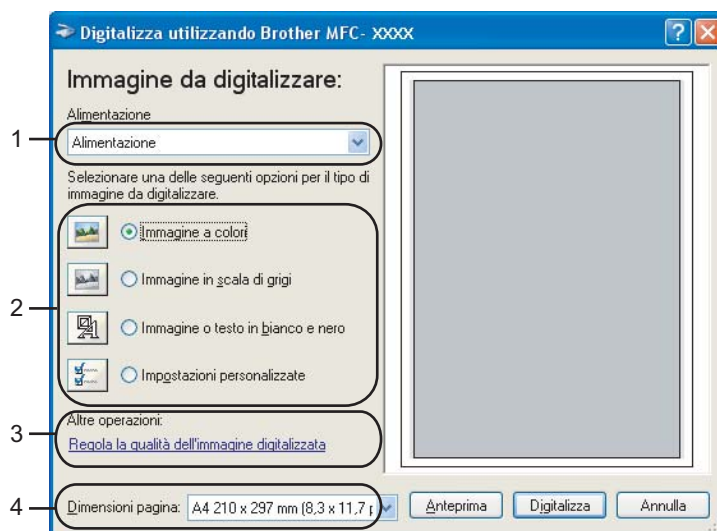 Digitalizza utilizzando Brother MFC- XXXX
Immagine da digitalizzare:
Alimentazione
1
Alimentazione
Selezionare una delle seguenti opzioni per il tipo di
immagine da digitalizzare.
2
Immagine a colori
Immagine in scala di grigi
Immagine o testo in bianco e nero
Impostazioni personalizzate
3
Altre operazioni:
Regola la qualità dell'immagine digitalizzata
4
Dimensioni pagina: A4 210 x 297 mm (8,3 x 11,7 p
Anteprima
Digitalizza
Annulla